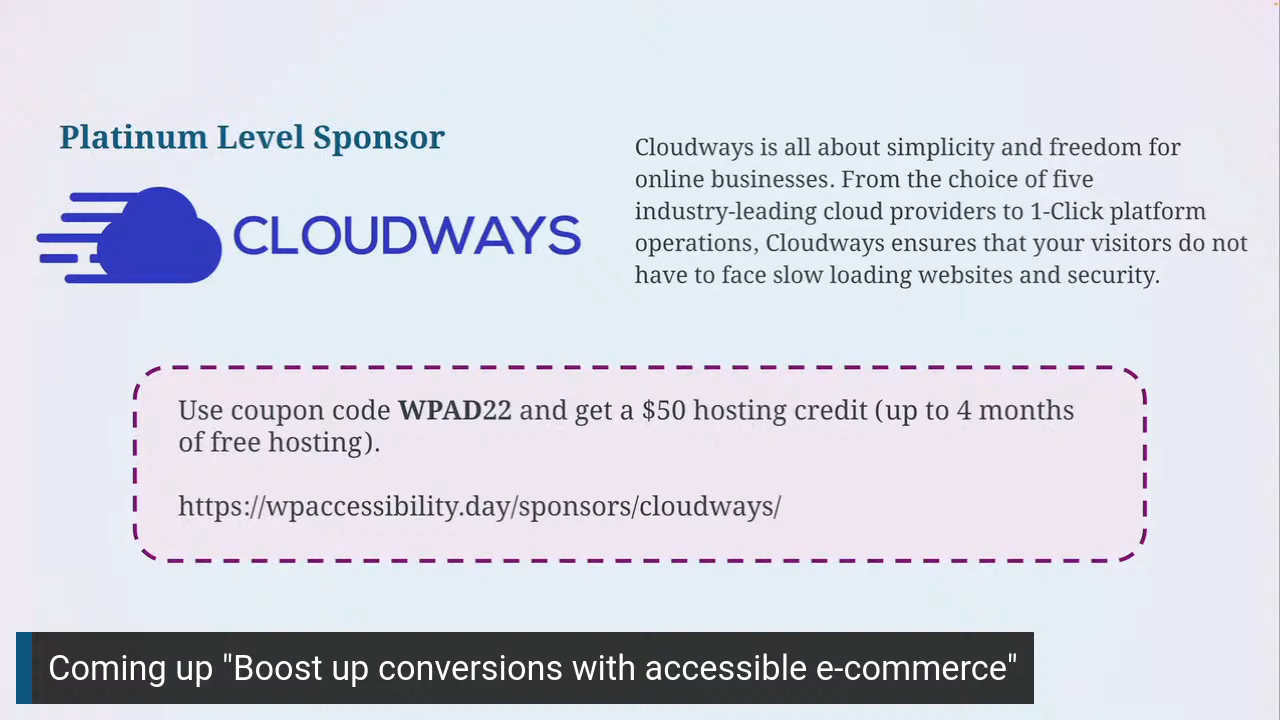 Platinum Level Sponsor
CLOUDWAYS
Cloudways is all about simplicity and freedom for
online businesses. From the choice of five
industry-leading cloud providers to 1-Click platform
operations, Cloudways ensures that your visitors do not
have to face slow loading websites and security.
Use coupon code WPAD22 and get a $50 hosting credit (up to 4 months
of free hosting).
https://wpaccessibility.day/sponsors/cloudways/
Coming up "Boost up conversions with accessible e-commerce"